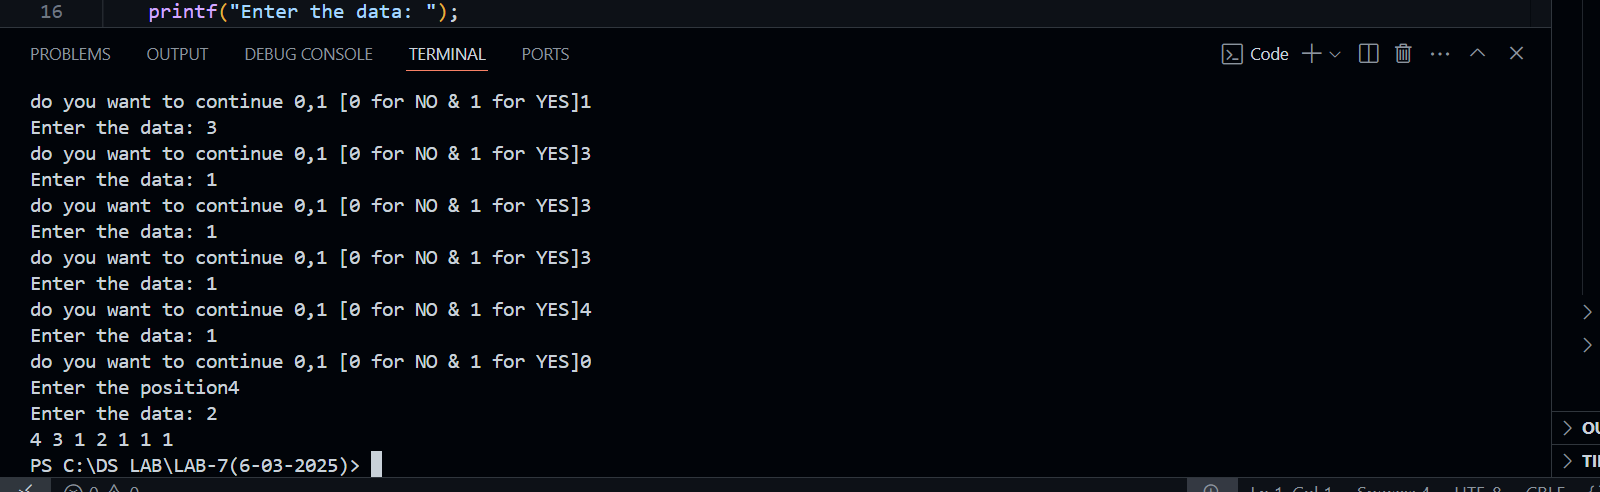 16 printf("Enter the data: ");
PROBLEMS OUTPUT DEBUG CONSOLE TERMINAL PORTS Code
do you want to continue 0,1 [0 for NO & 1 for YES]1
Enter the data: 3
do you want to continue 0,1 [0 for NO & 1 for YES]3
Enter the data: 1
do you want to continue 0,1 [0 for NO & 1 for YES]3
Enter the data: 1
do you want to continue 0,1 [0 for NO & 1 for YES]3
Enter the data: 1
do you want to continue 0,1 [0 for NO & 1 for YES]4
Enter the data: 1
do you want to continue 0,1 [0 for NO & 1 for YES]0
Enter the position4
Enter the data: 2
4 3 1 2 1 1 1
PS C:\DS LAB\LAB-7(6-03-2025)>
OU
TI